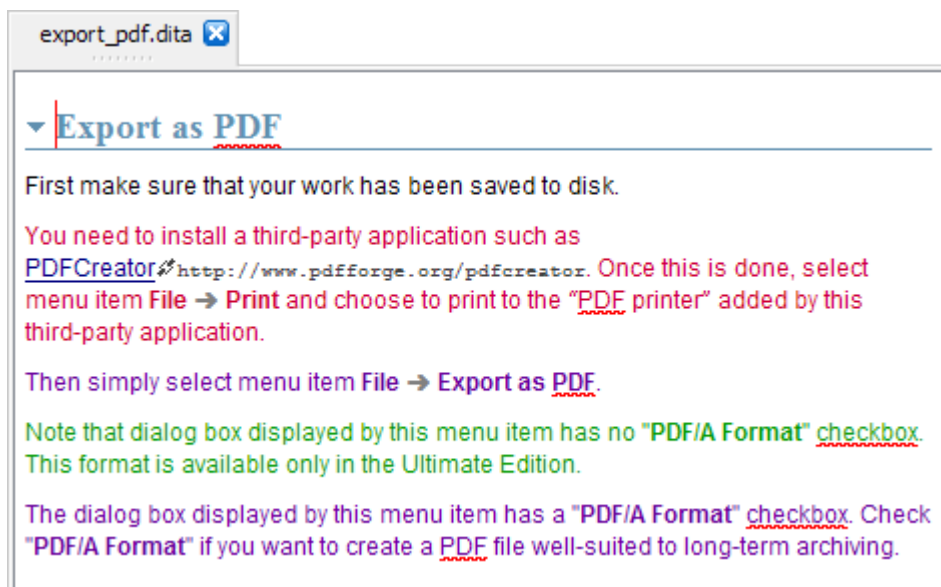 export_pdf.dita
Export as PDF
First make sure that your work has been saved to disk.
You need to install a third-party application such as
PDFCreator http://www.pdfforge.org/pdfcreator. Once this is done, select
menu item File ➔ Print and choose to print to the “PDF printer” added by this
third-party application.
Then simply select menu item File ➔ Export as PDF.
Note that dialog box displayed by this menu item has no "PDF/A Format" checkbox.
This format is available only in the Ultimate Edition.
The dialog box displayed by this menu item has a "PDF/A Format" checkbox. Check
"PDF/A Format" if you want to create a PDF file well-suited to long-term archiving.